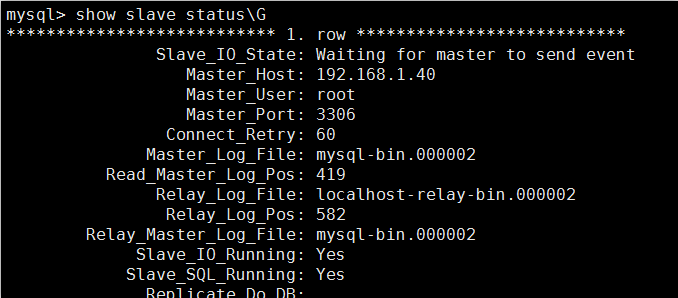 mysql> show slave status\G
*************************** 1. row ***************************
Slave_IO_State: Waiting for master to send event
Master_Host: 192.168.1.40
Master_User: root
Master_Port: 3306
Connect_Retry: 60
Master_Log_File: mysql-bin.000002
Read_Master_Log_Pos: 419
Relay_Log_File: localhost-relay-bin.000002
Relay_Log_Pos: 582
Relay_Master_Log_File: mysql-bin.000002
Slave_IO_Running: Yes
Slave_SQL_Running: Yes
Replicate_Do_DB: